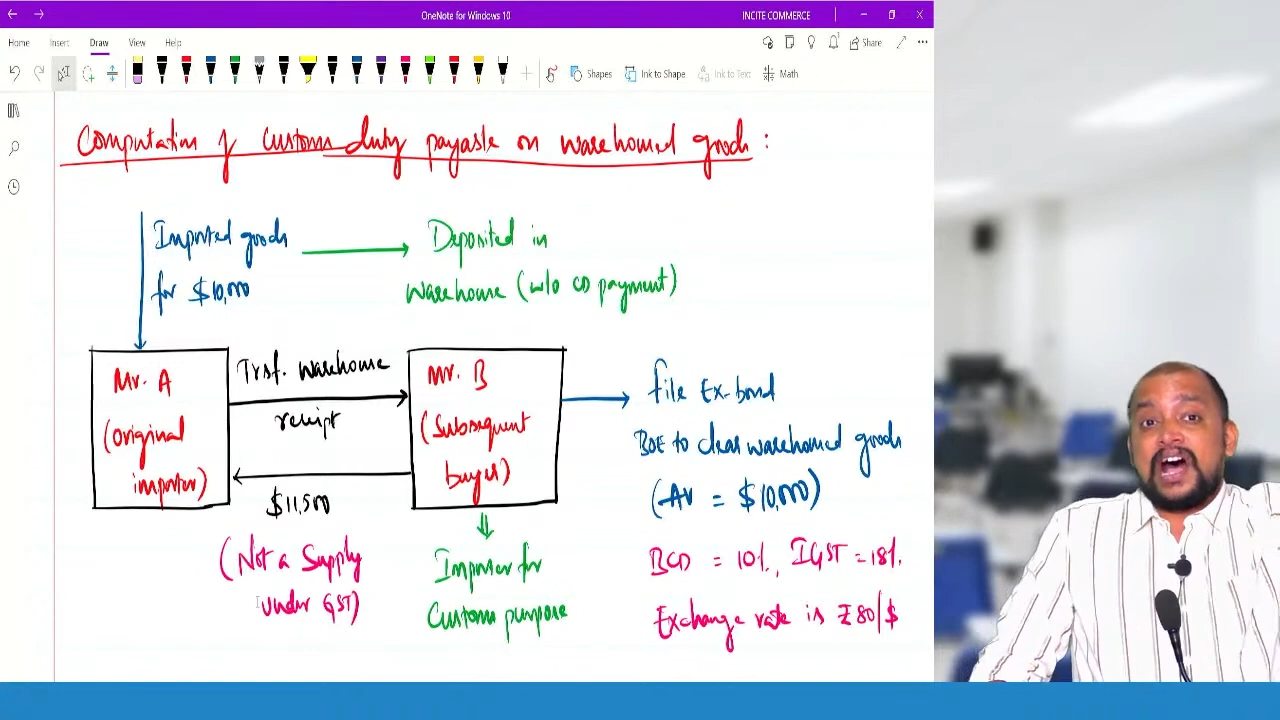 OneNote for Windows 10
INCITE COMMERCE
Home Insert Draw View Help
Share
Shapes
Ink to Shape
Ink to Text
Math
Computation of Custom duty payable on warehoused goods :
Imported goods
for $10,000
Deposited in
warehouse (w/o CD payment)
Mr. A
(original
importer)
Trsf. warehouse
receipt
$11,500
(Not a Supply
under GST)
Mr. B
(Subsequent
buyer)
Importer for
Custom purpose
file Ex-bond
BOE to clear warehoused goods
(AV = $10,000)
BCD = 10%, IGST = 18%.
Exchange rate is ₹80/$